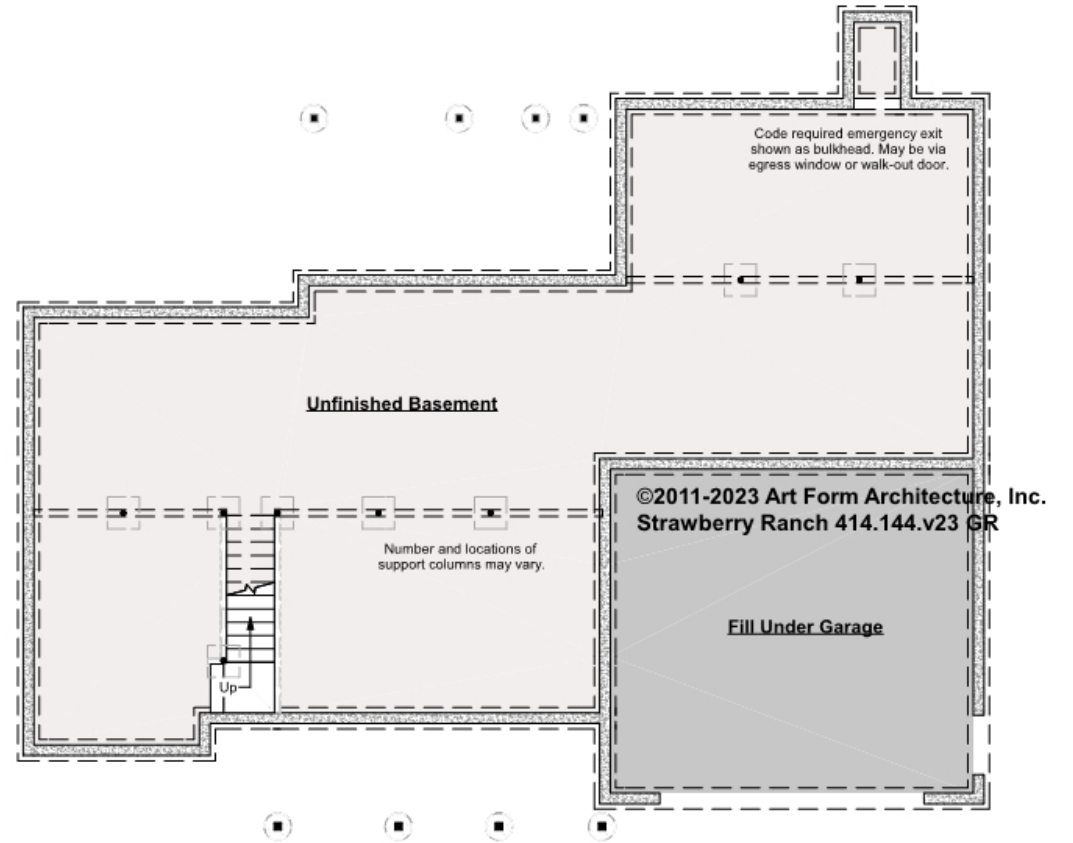 Code required emergency exit
shown as bulkhead. May be via
egress window or walk-out door.
Unfinished Basement
©2011-2023 Art Form Architecture, Inc.
Strawberry Ranch 414.144.v23 GR
Number and locations of
support columns may vary.
Fill Under Garage
Up